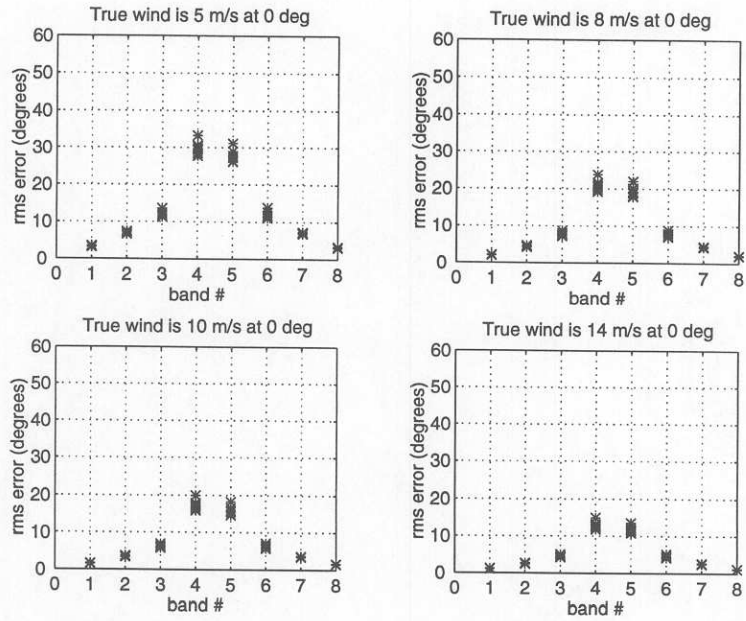 True wind is 5 m/s at 0 deg
60
50
40
30
20
10
0
rms error (degrees)
0 1 2 3 4 5 6 7 8
band #
True wind is 8 m/s at 0 deg
60
50
40
30
20
10
0
rms error (degrees)
0 1 2 3 4 5 6 7 8
band #
True wind is 10 m/s at 0 deg
60
50
40
30
20
10
0
rms error (degrees)
0 1 2 3 4 5 6 7 8
band #
True wind is 14 m/s at 0 deg
60
50
40
30
20
10
0
rms error (degrees)
0 1 2 3 4 5 6 7 8
band #